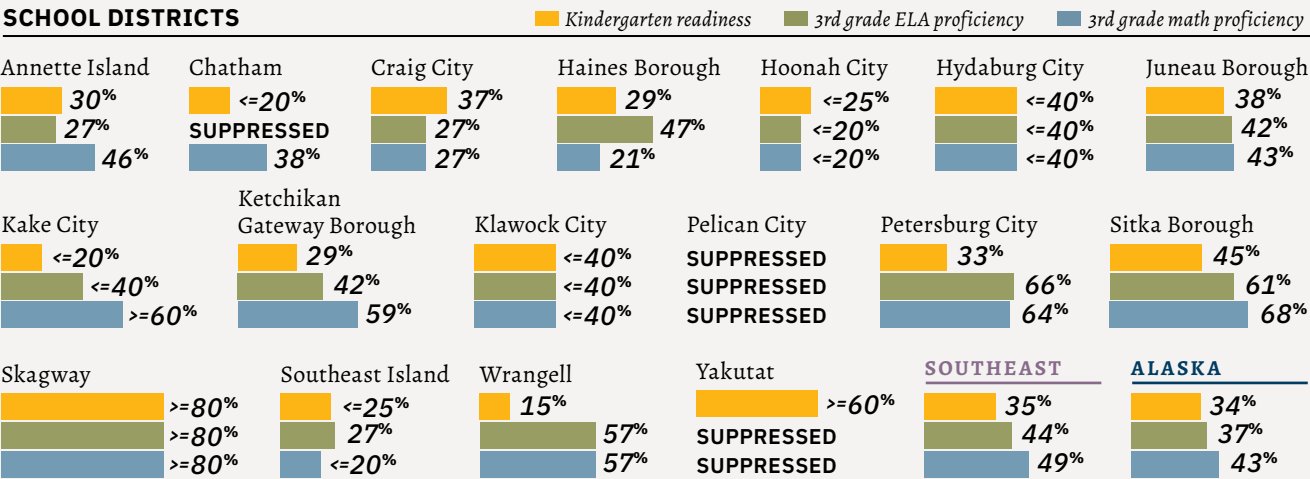 SCHOOL DISTRICTS
Kindergarten readiness 3rd grade ELA proficiency 3rd grade math proficiency
Annette Island
30%
27%
46%
Chatham
<=20%
SUPPRESSED
38%
Craig City
37%
27%
27%
Haines Borough
29%
47%
21%
Hoonah City
<=25%
<=20%
<=20%
Hydaburg City
<=40%
<=40%
<=40%
Juneau Borough
38%
42%
43%
Kake City
<=20%
<=40%
>=60%
Ketchikan
Gateway Borough
29%
42%
59%
Klawock City
<=40%
<=40%
<=40%
Pelican City
SUPPRESSED
SUPPRESSED
SUPPRESSED
Petersburg City
33%
66%
64%
Sitka Borough
45%
61%
68%
Skagway
>=80%
>=80%
>=80%
Southeast Island
<=25%
27%
<=20%
Wrangell
15%
57%
57%
Yakutat
>=60%
SUPPRESSED
SUPPRESSED
SOUTHEAST
35%
44%
49%
ALASKA
34%
37%
43%